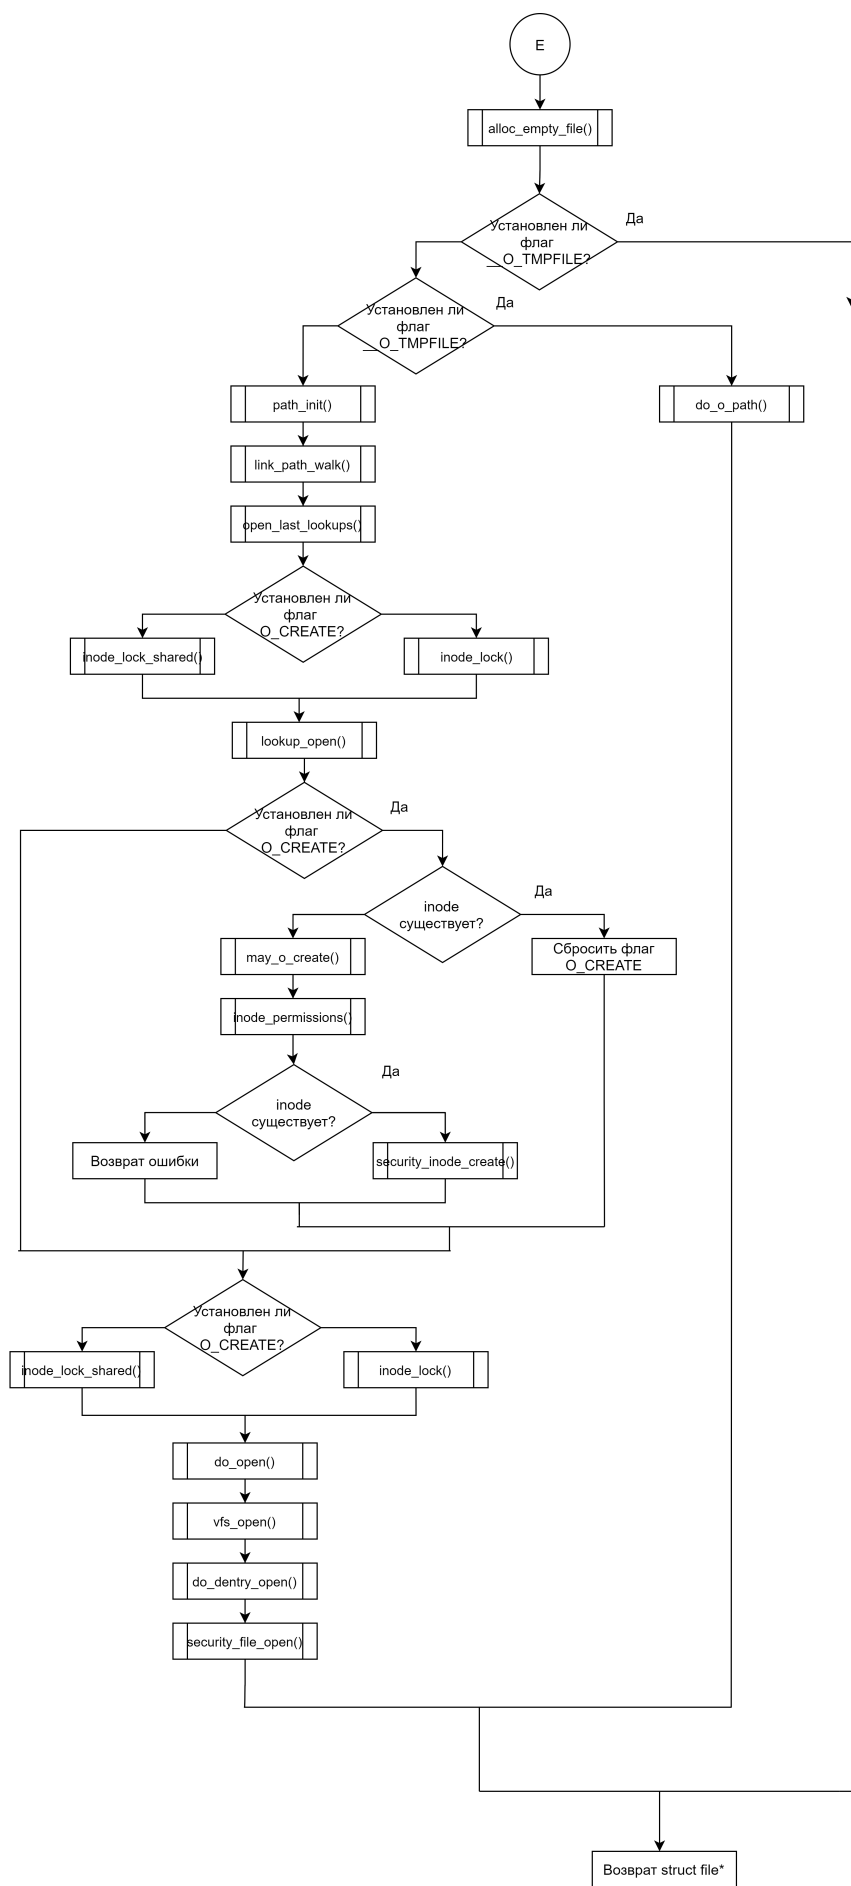 E
alloc_empty_file()
Да
Установлен ли
флаг
__O_TMPFILE?
Да
Установлен ли
флаг
__O_TMPFILE?
path_init()
do_o_path()
link_path_walk()
open_last_lookups()
Установлен ли
флаг
O_CREATE?
inode_lock_shared()
inode_lock()
lookup_open()
Да
Установлен ли
флаг
O_CREATE?
Да
inode
существует?
may_o_create()
Сбросить флаг
O_CREATE
inode_permissions()
Да
inode
существует?
Возврат ошибки
security_inode_create()
Установлен ли
флаг
O_CREATE?
inode_lock_shared()
inode_lock()
do_open()
vfs_open()
do_dentry_open()
security_file_open()
Возврат struct file*